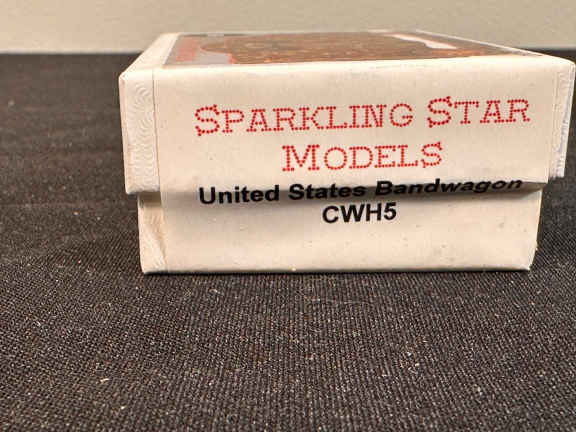 SPARKLING STAR
MODELS
United States Bandwagon
CWH5